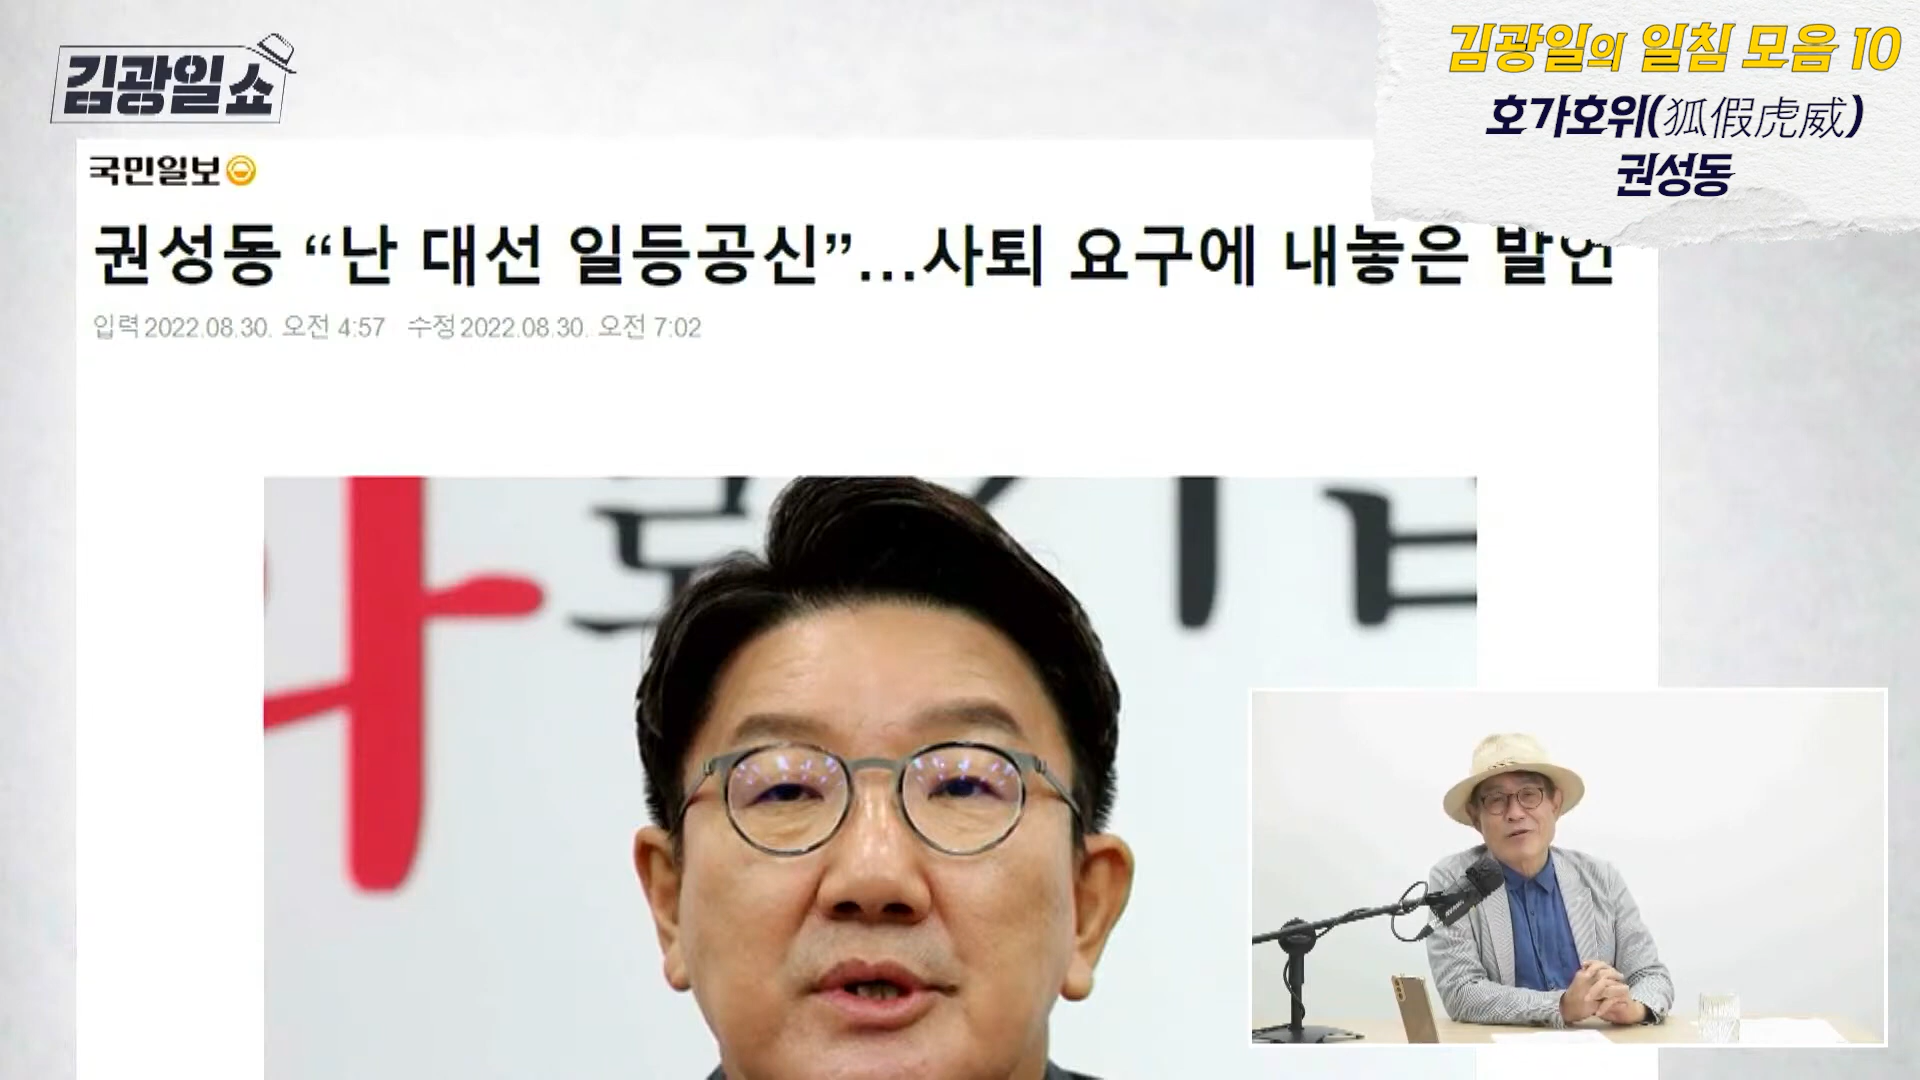 김광일쇼
김광일의 일침 모음 10
호가호위(狐假虎威)
권성동
국민일보
권성동 “난 대선 일등공신”...사퇴 요구에 내놓은 발언
입력 2022.08.30. 오전 4:57 수정 2022.08.30. 오전 7:02